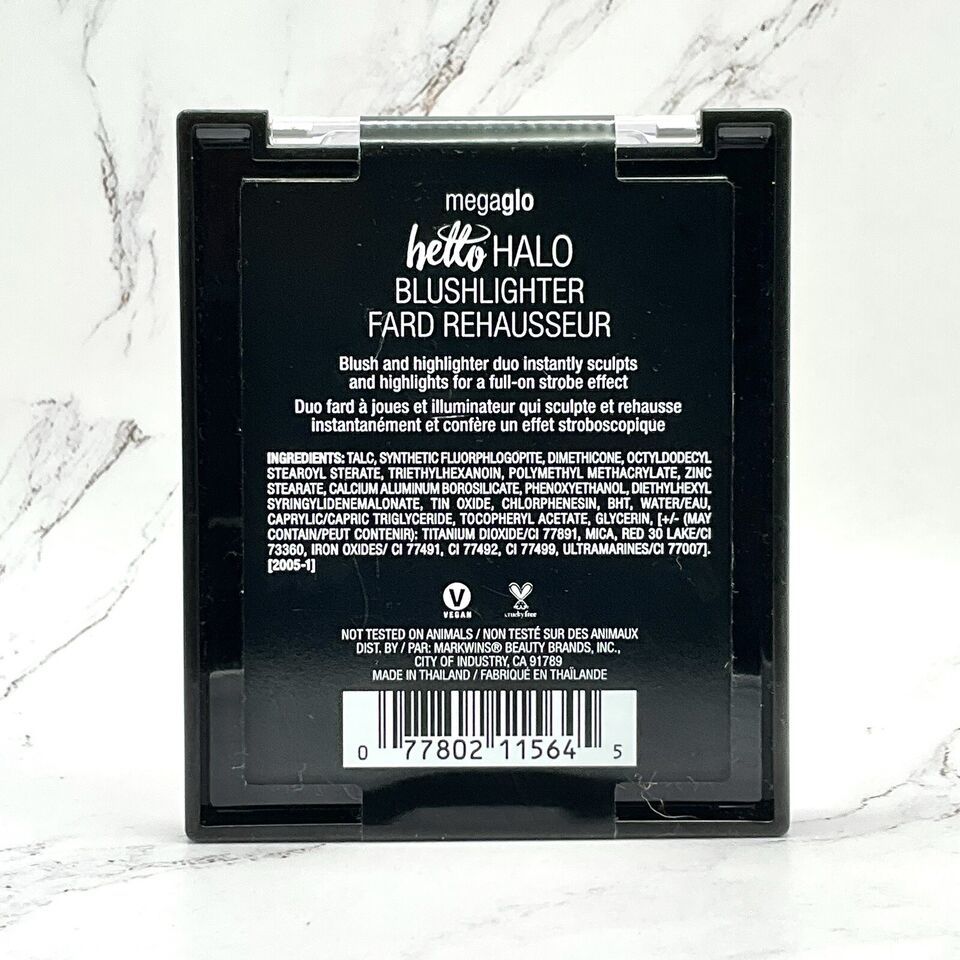 megaglo
hello HALO
BLUSHLIGHTER
FARD REHAUSSEUR
Blush and highlighter duo instantly sculpts
and highlights for a full-on strobe effect
Duo fard à joues et illuminateur qui sculpte et rehausse
instantanément et confère un effet stroboscopique
INGREDIENTS: TALC, SYNTHETIC FLUORPHLOGOPITE, DIMETHICONE, OCTYLDODECYL
STEAROYL STERATE, TRIETHYLHEXANOIN, POLYMETHYL METHACRYLATE, ZINC
STEARATE, CALCIUM ALUMINUM BOROSILICATE, PHENOXYETHANOL, DIETHYLHEXYL
SYRINGYLIDENEMALONATE, TIN OXIDE, CHLORPHENESIN, BHT, WATER/EAU,
CAPRYLIC/CAPRIC TRIGLYCERIDE, TOCOPHERYL ACETATE, GLYCERIN, [+/- (MAY
CONTAIN/PEUT CONTENIR): TITANIUM DIOXIDE/CI 77891, MICA, RED 30 LAKE/CI
73360, IRON OXIDES/ CI 77491, CI 77492, CI 77499, ULTRAMARINES/CI 77007].
[2005-1]
V
VEGAN
cruelty free
NOT TESTED ON ANIMALS / NON TESTÉ SUR DES ANIMAUX
DIST. BY / PAR: MARKWINS® BEAUTY BRANDS, INC.,
CITY OF INDUSTRY, CA 91789
MADE IN THAILAND / FABRIQUÉ EN THAÏLANDE
0 77802 11564 5